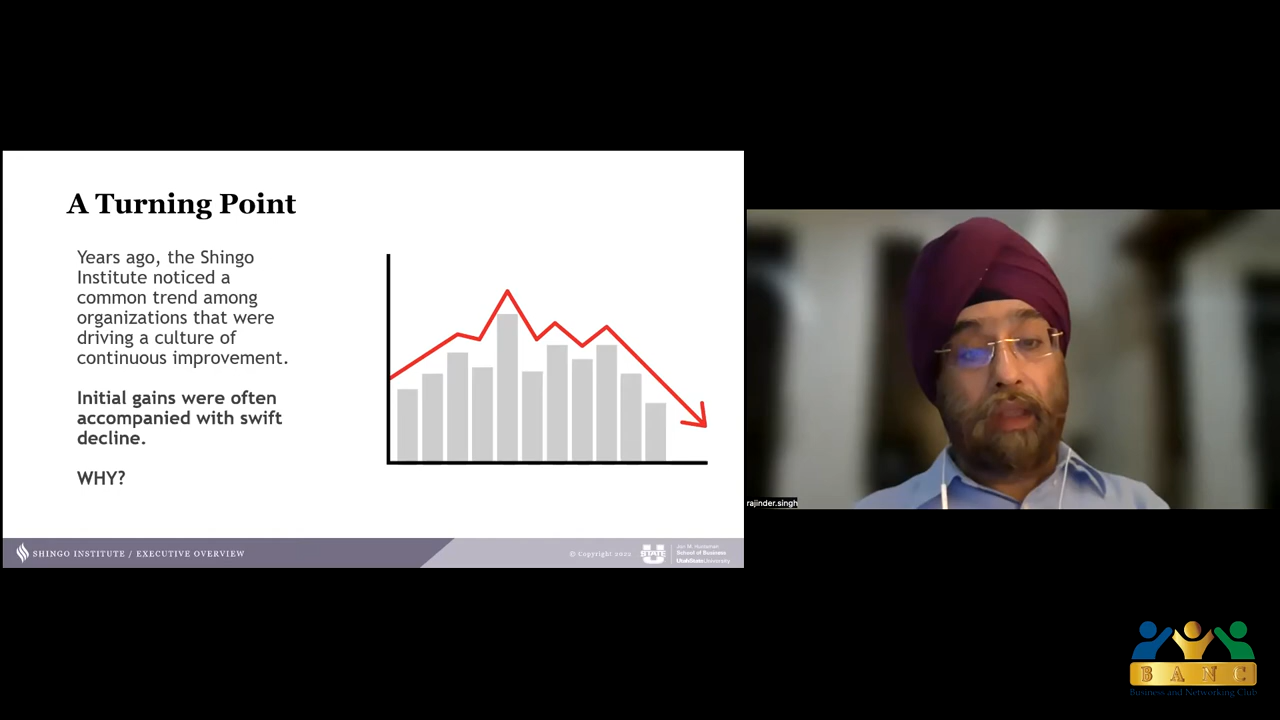 A Turning Point
Years ago, the Shingo
Institute noticed a
common trend among
organizations that were
driving a culture of
continuous improvement.
Initial gains were often
accompanied with swift
decline.
WHY?
SHINGO INSTITUTE / EXECUTIVE OVERVIEW
© Copyright 2022
U
STATE
Jon M. Huntsman
School of Business
UtahStateUniversity
rajinder.singh
B A N C
Business and Networking Club